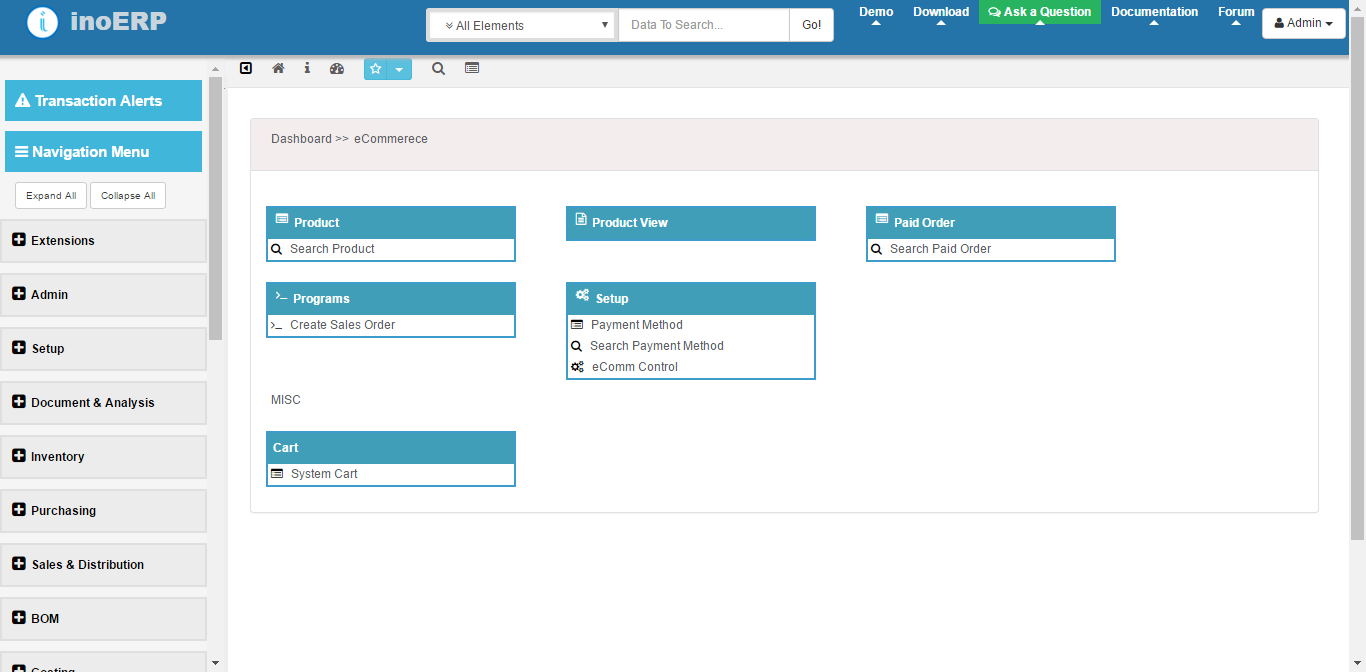 inoERP
All Elements
Data To Search...
Go!
Demo
Download
Ask a Question
Documentation
Forum
Admin
Transaction Alerts
Navigation Menu
Expand All
Collapse All
Extensions
Admin
Setup
Document & Analysis
Inventory
Purchasing
Sales & Distribution
BOM
Costing
Dashboard >> eCommerece
Product
Search Product
Product View
Paid Order
Search Paid Order
Programs
Create Sales Order
Setup
Payment Method
Search Payment Method
eComm Control
MISC
Cart
System Cart